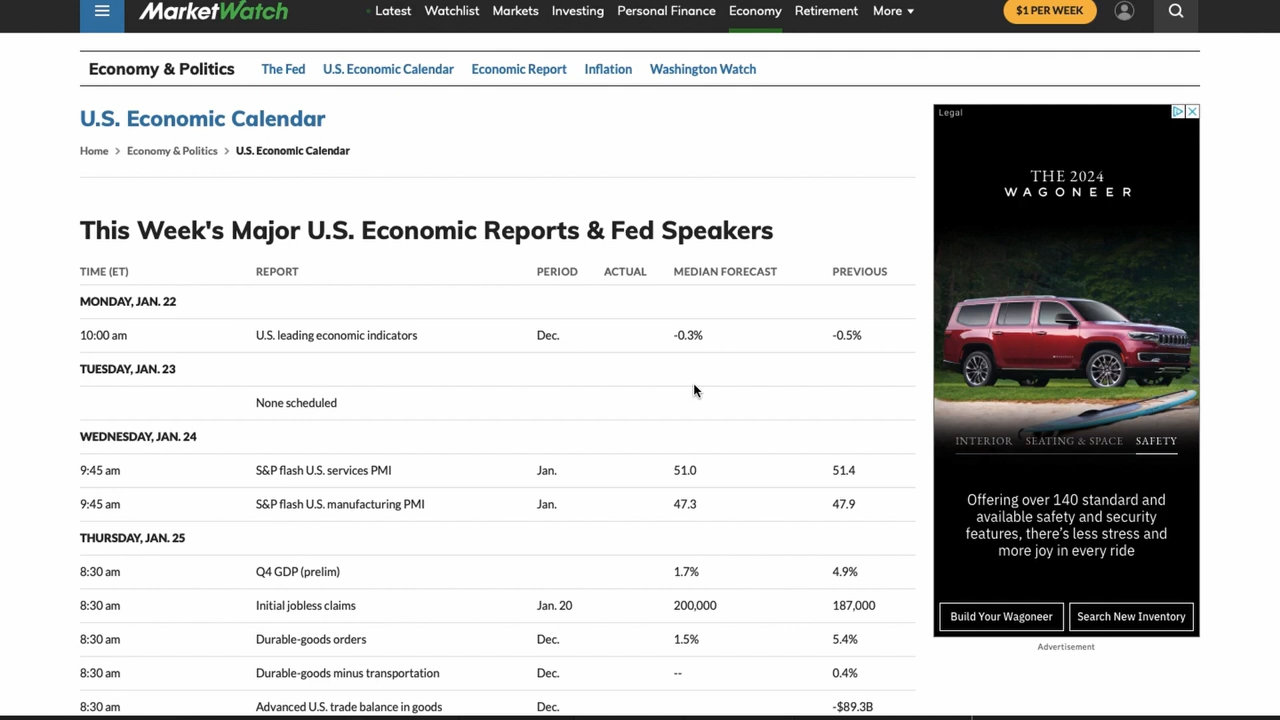 MarketWatch Latest Watchlist Markets Investing Personal Finance Economy Retirement More $1 PER WEEK
Economy & Politics The Fed U.S. Economic Calendar Economic Report Inflation Washington Watch
U.S. Economic Calendar
Home > Economy & Politics > U.S. Economic Calendar
This Week's Major U.S. Economic Reports & Fed Speakers
TIME (ET) REPORT PERIOD ACTUAL MEDIAN FORECAST PREVIOUS
MONDAY, JAN. 22
10:00 am U.S. leading economic indicators Dec. -0.3% -0.5%
TUESDAY, JAN. 23
None scheduled
WEDNESDAY, JAN. 24
9:45 am S&P flash U.S. services PMI Jan. 51.0 51.4
9:45 am S&P flash U.S. manufacturing PMI Jan. 47.3 47.9
THURSDAY, JAN. 25
8:30 am Q4 GDP (prelim) 1.7% 4.9%
8:30 am Initial jobless claims Jan. 20 200,000 187,000
8:30 am Durable-goods orders Dec. 1.5% 5.4%
8:30 am Durable-goods minus transportation Dec. -- 0.4%
8:30 am Advanced U.S. trade balance in goods Dec. -$89.3B
Legal
THE 2024
WAGONEER
INTERIOR SEATING & SPACE SAFETY
Offering over 140 standard and
available safety and security
features, there's less stress and
more joy in every ride
Build Your Wagoneer Search New Inventory
Advertisement